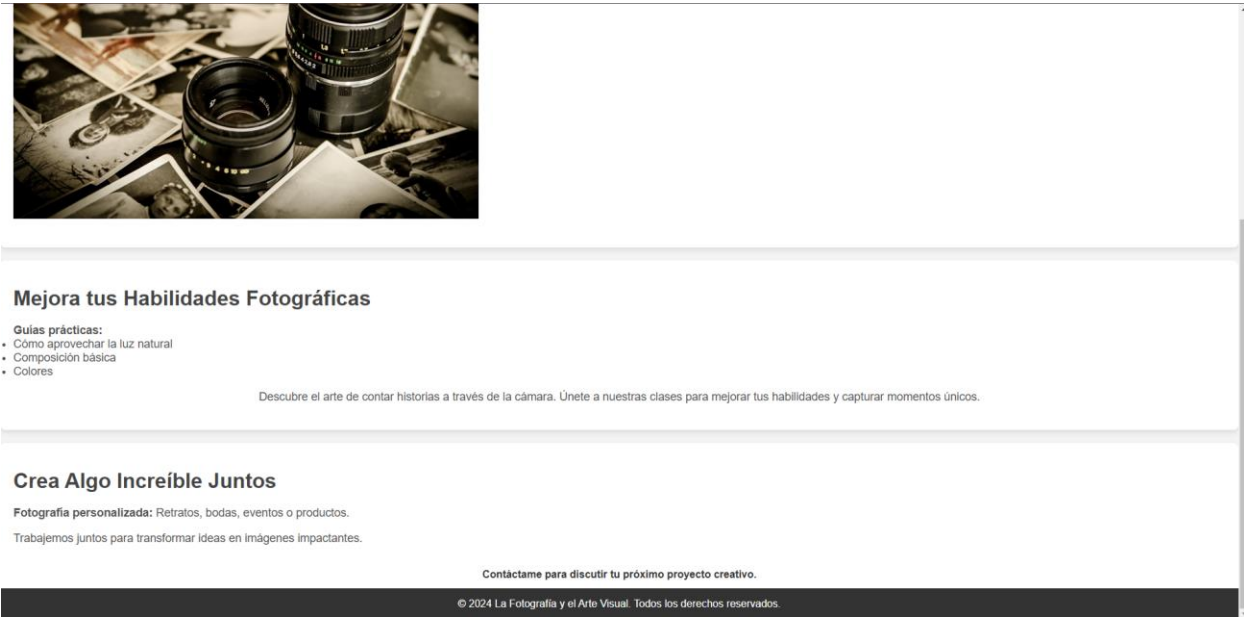 Mejora tus Habilidades Fotográficas
Guías prácticas:
• Cómo aprovechar la luz natural
• Composición básica
• Colores
Descubre el arte de contar historias a través de la cámara. Únete a nuestras clases para mejorar tus habilidades y capturar momentos únicos.
Crea Algo Increíble Juntos
Fotografía personalizada: Retratos, bodas, eventos o productos.
Trabajemos juntos para transformar ideas en imágenes impactantes.
Contáctame para discutir tu próximo proyecto creativo.
© 2024 La Fotografía y el Arte Visual. Todos los derechos reservados.